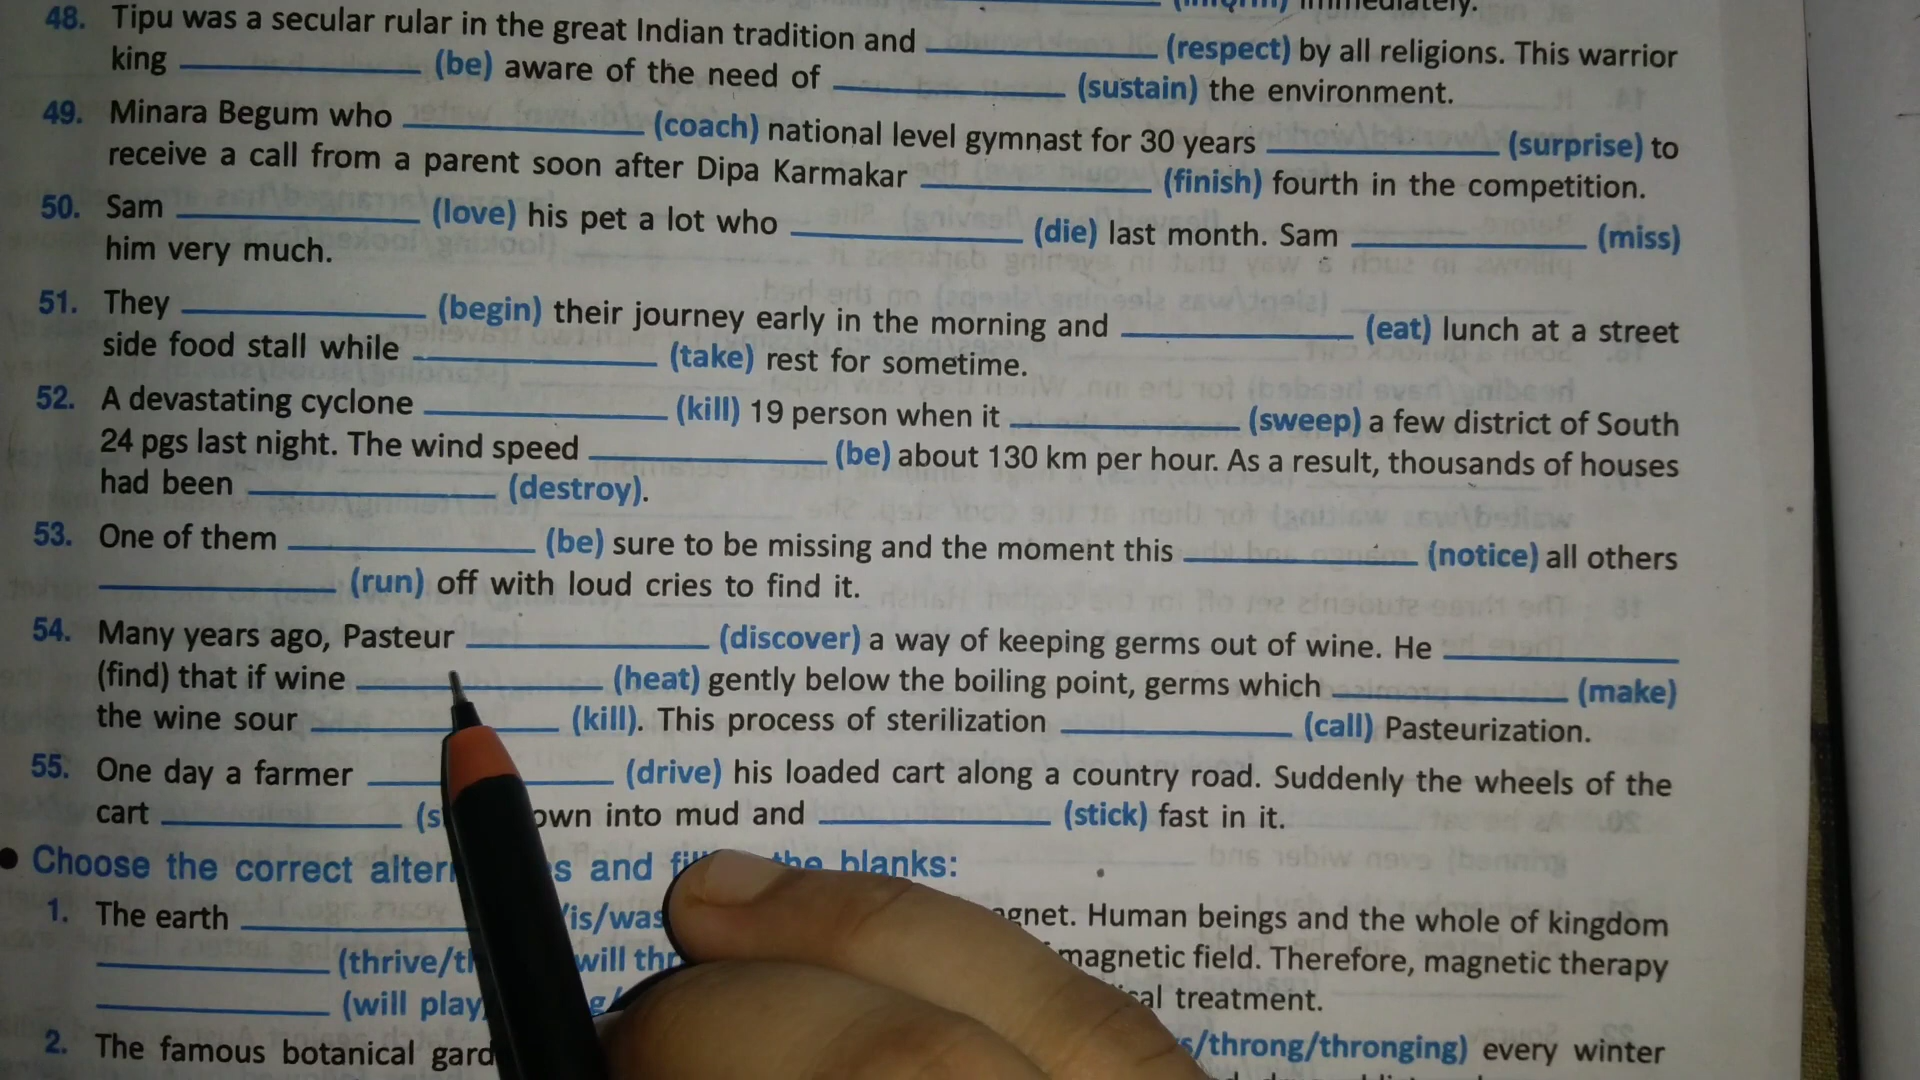 (inform) immediately.
48. Tipu was a secular rular in the great Indian tradition and ____________ (respect) by all religions. This warrior
king ____________ (be) aware of the need of ____________ (sustain) the environment.
49. Minara Begum who ____________ (coach) national level gymnast for 30 years ____________ (surprise) to
receive a call from a parent soon after Dipa Karmakar ____________ (finish) fourth in the competition.
50. Sam ____________ (love) his pet a lot who ____________ (die) last month. Sam ____________ (miss)
him very much.
51. They ____________ (begin) their journey early in the morning and ____________ (eat) lunch at a street
side food stall while ____________ (take) rest for sometime.
52. A devastating cyclone ____________ (kill) 19 person when it ____________ (sweep) a few district of South
24 pgs last night. The wind speed ____________ (be) about 130 km per hour. As a result, thousands of houses
had been ____________ (destroy).
53. One of them ____________ (be) sure to be missing and the moment this ____________ (notice) all others
____________ (run) off with loud cries to find it.
54. Many years ago, Pasteur ____________ (discover) a way of keeping germs out of wine. He ____________
(find) that if wine ____________ (heat) gently below the boiling point, germs which ____________ (make)
the wine sour ____________ (kill). This process of sterilization ____________ (call) Pasteurization.
55. One day a farmer ____________ (drive) his loaded cart along a country road. Suddenly the wheels of the
cart ____________ (s own into mud and ____________ (stick) fast in it.
• Choose the correct altern s and fil the blanks:
1. The earth ____________ /is/was gnet. Human beings and the whole of kingdom
____________ (thrive/th will thr magnetic field. Therefore, magnetic therapy
____________ (will play/ g/ cal treatment.
2. The famous botanical gard s/throng/thronging) every winter